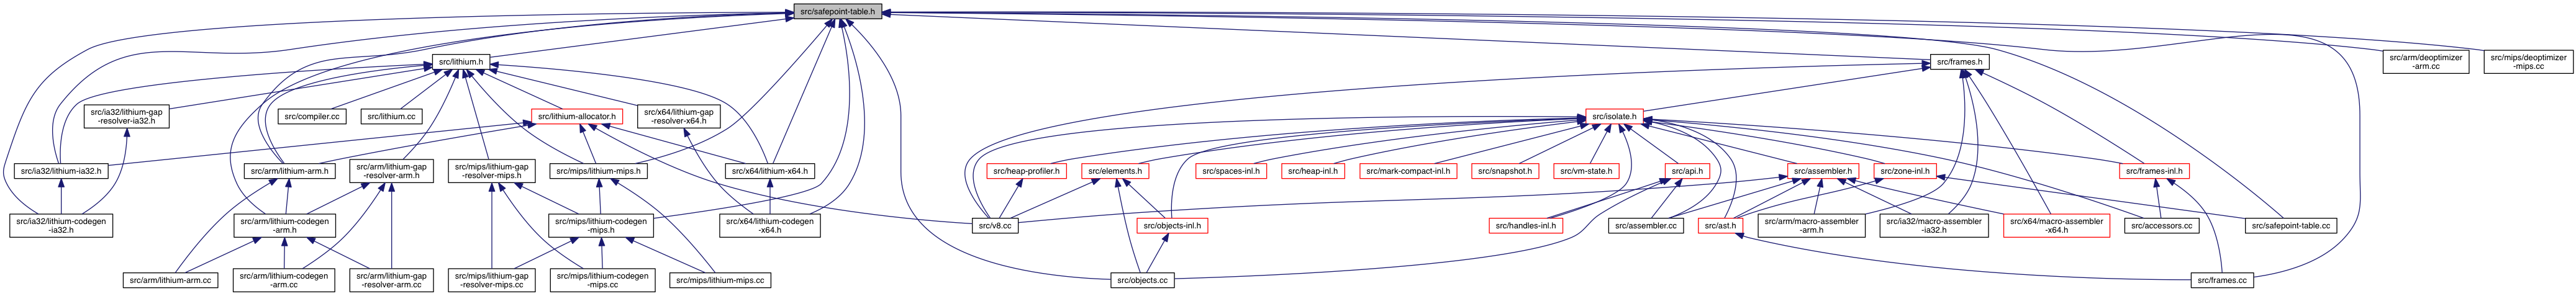 src/safepoint-table.h
src/lithium.h
src/frames.h
src/arm/deoptimizer
-arm.cc
src/mips/deoptimizer
-mips.cc
src/ia32/lithium-gap
-resolver-ia32.h
src/compiler.cc
src/lithium.cc
src/lithium-allocator.h
src/x64/lithium-gap
-resolver-x64.h
src/isolate.h
src/ia32/lithium-ia32.h
src/arm/lithium-arm.h
src/arm/lithium-gap
-resolver-arm.h
src/mips/lithium-gap
-resolver-mips.h
src/mips/lithium-mips.h
src/x64/lithium-x64.h
src/heap-profiler.h
src/elements.h
src/spaces-inl.h
src/heap-inl.h
src/mark-compact-inl.h
src/snapshot.h
src/vm-state.h
src/api.h
src/assembler.h
src/zone-inl.h
src/frames-inl.h
src/ia32/lithium-codegen
-ia32.h
src/arm/lithium-codegen
-arm.h
src/mips/lithium-codegen
-mips.h
src/x64/lithium-codegen
-x64.h
src/v8.cc
src/objects-inl.h
src/handles-inl.h
src/assembler.cc
src/ast.h
src/arm/macro-assembler
-arm.h
src/ia32/macro-assembler
-ia32.h
src/x64/macro-assembler
-x64.h
src/accessors.cc
src/safepoint-table.cc
src/arm/lithium-arm.cc
src/arm/lithium-codegen
-arm.cc
src/arm/lithium-gap
-resolver-arm.cc
src/mips/lithium-gap
-resolver-mips.cc
src/mips/lithium-codegen
-mips.cc
src/mips/lithium-mips.cc
src/objects.cc
src/frames.cc